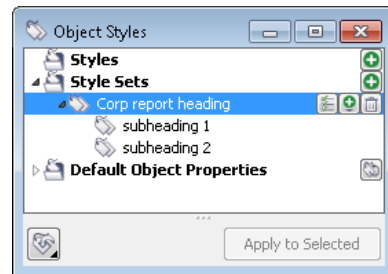 Object Styles
Styles
Style Sets
Corp report heading
subheading 1
subheading 2
Default Object Properties
Apply to Selected